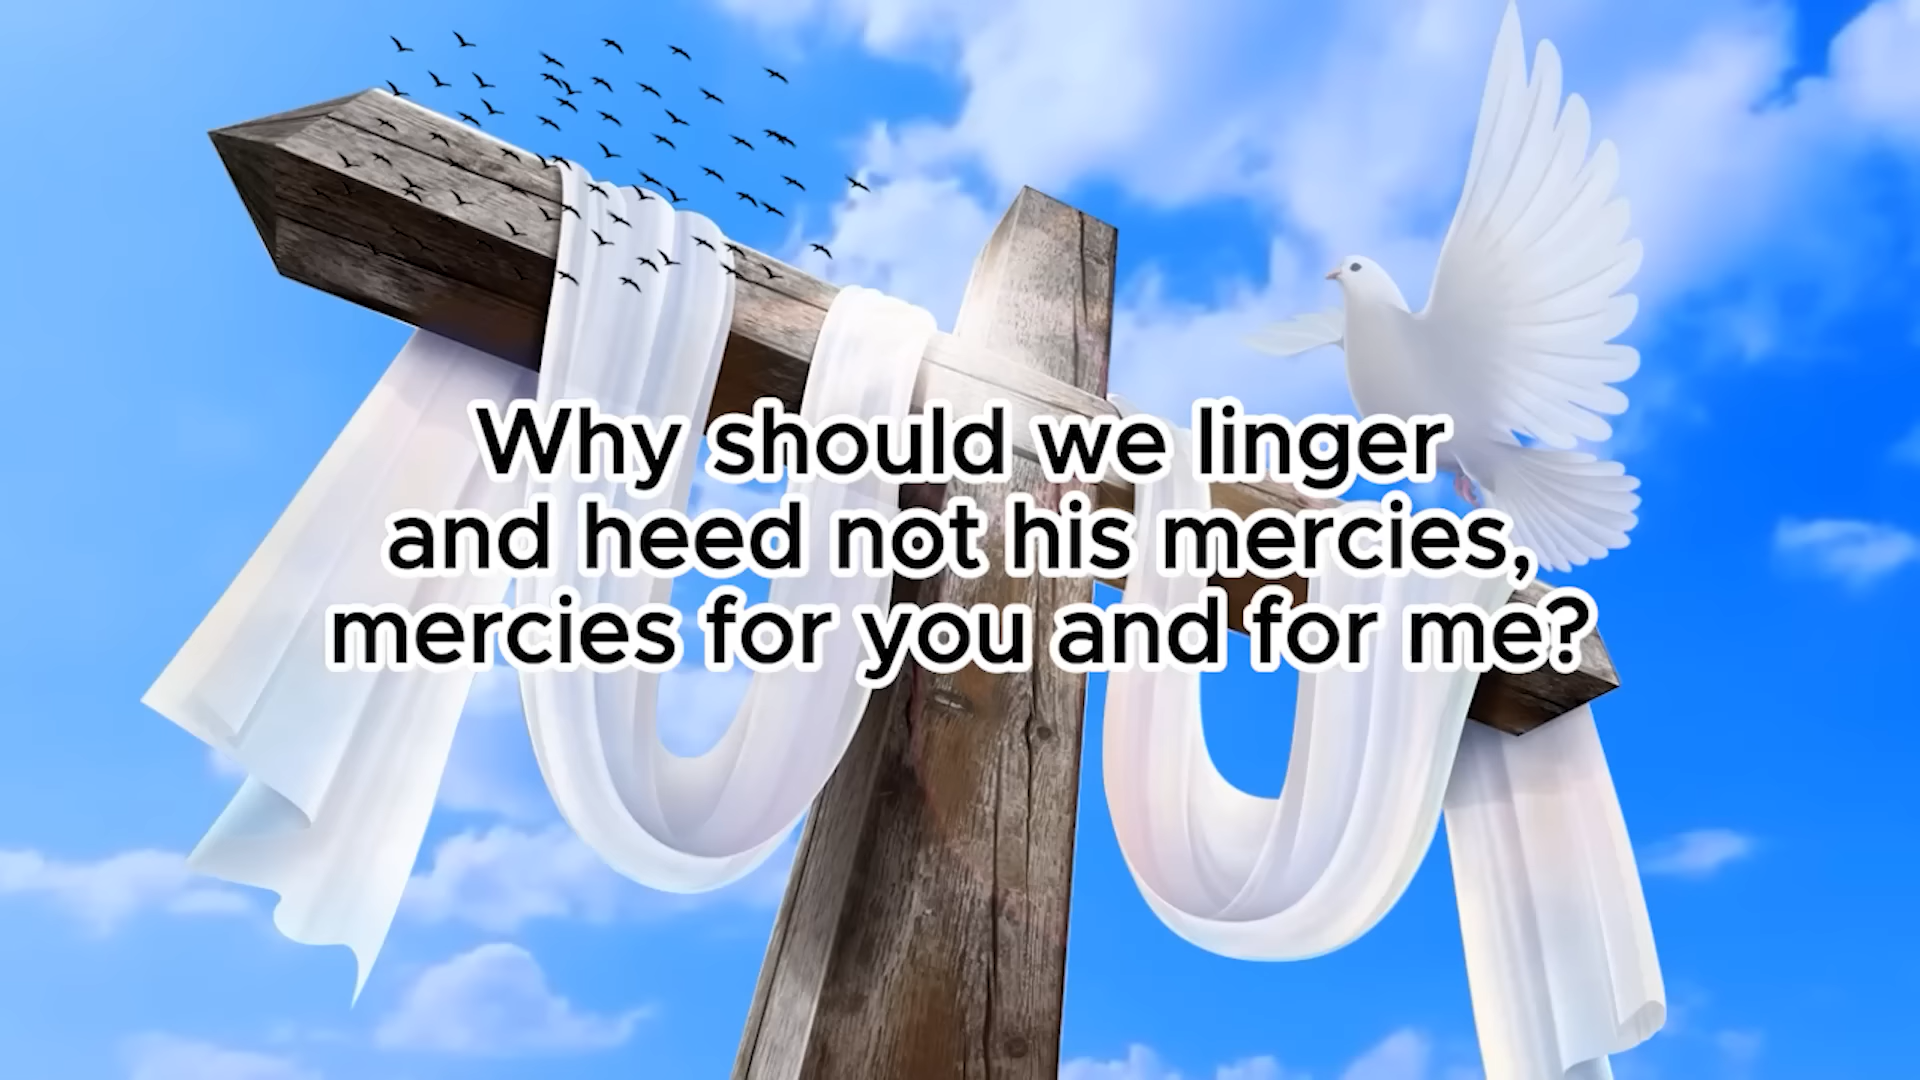 Why should we linger
and heed not his mercies,
mercies for you and for me?